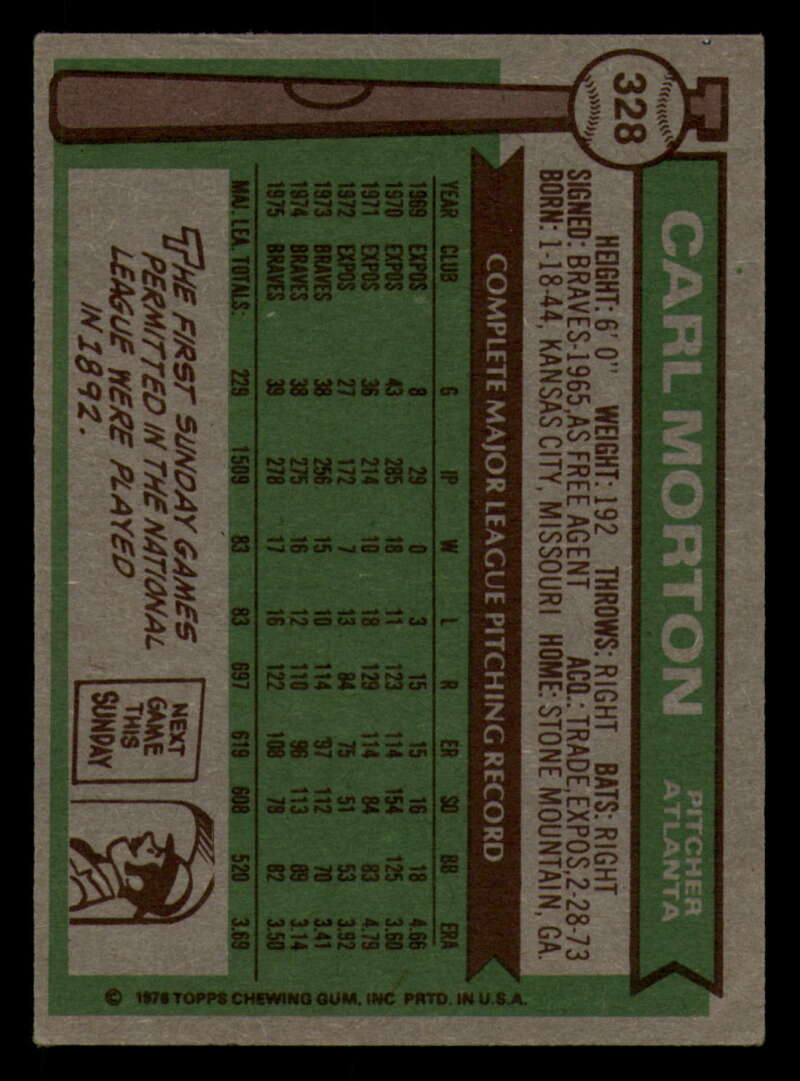 328
CARL MORTON
PITCHER
ATLANTA
HEIGHT: 6'0" WEIGHT: 192 THROWS: RIGHT BATS: RIGHT
SIGNED: BRAVES-1965, AS FREE AGENT ACQ.: TRADE, EXPOS, 2-28-73
BORN: 1-18-44, KANSAS CITY, MISSOURI HOME: STONE MOUNTAIN, GA.
COMPLETE MAJOR LEAGUE PITCHING RECORD
YEAR CLUB G IP W L R ER SO BB ERA
1969 EXPOS 8 29 0 3 15 15 16 18 4.66
1970 EXPOS 43 285 18 11 123 114 154 125 3.60
1971 EXPOS 36 214 10 18 129 114 84 83 4.79
1972 EXPOS 27 172 7 13 84 75 51 53 3.92
1973 BRAVES 38 256 15 10 114 97 112 70 3.41
1974 BRAVES 38 275 16 12 110 96 113 89 3.14
1975 BRAVES 39 278 17 16 122 108 78 82 3.50
MAJ. LEA. TOTALS: 229 1509 83 83 697 619 608 520 3.69
THE FIRST SUNDAY GAMES
PERMITTED IN THE NATIONAL
LEAGUE WERE PLAYED
IN 1892.
NEXT
GAME
THIS
SUNDAY
© 1976 TOPPS CHEWING GUM, INC PRTD. IN U.S.A.